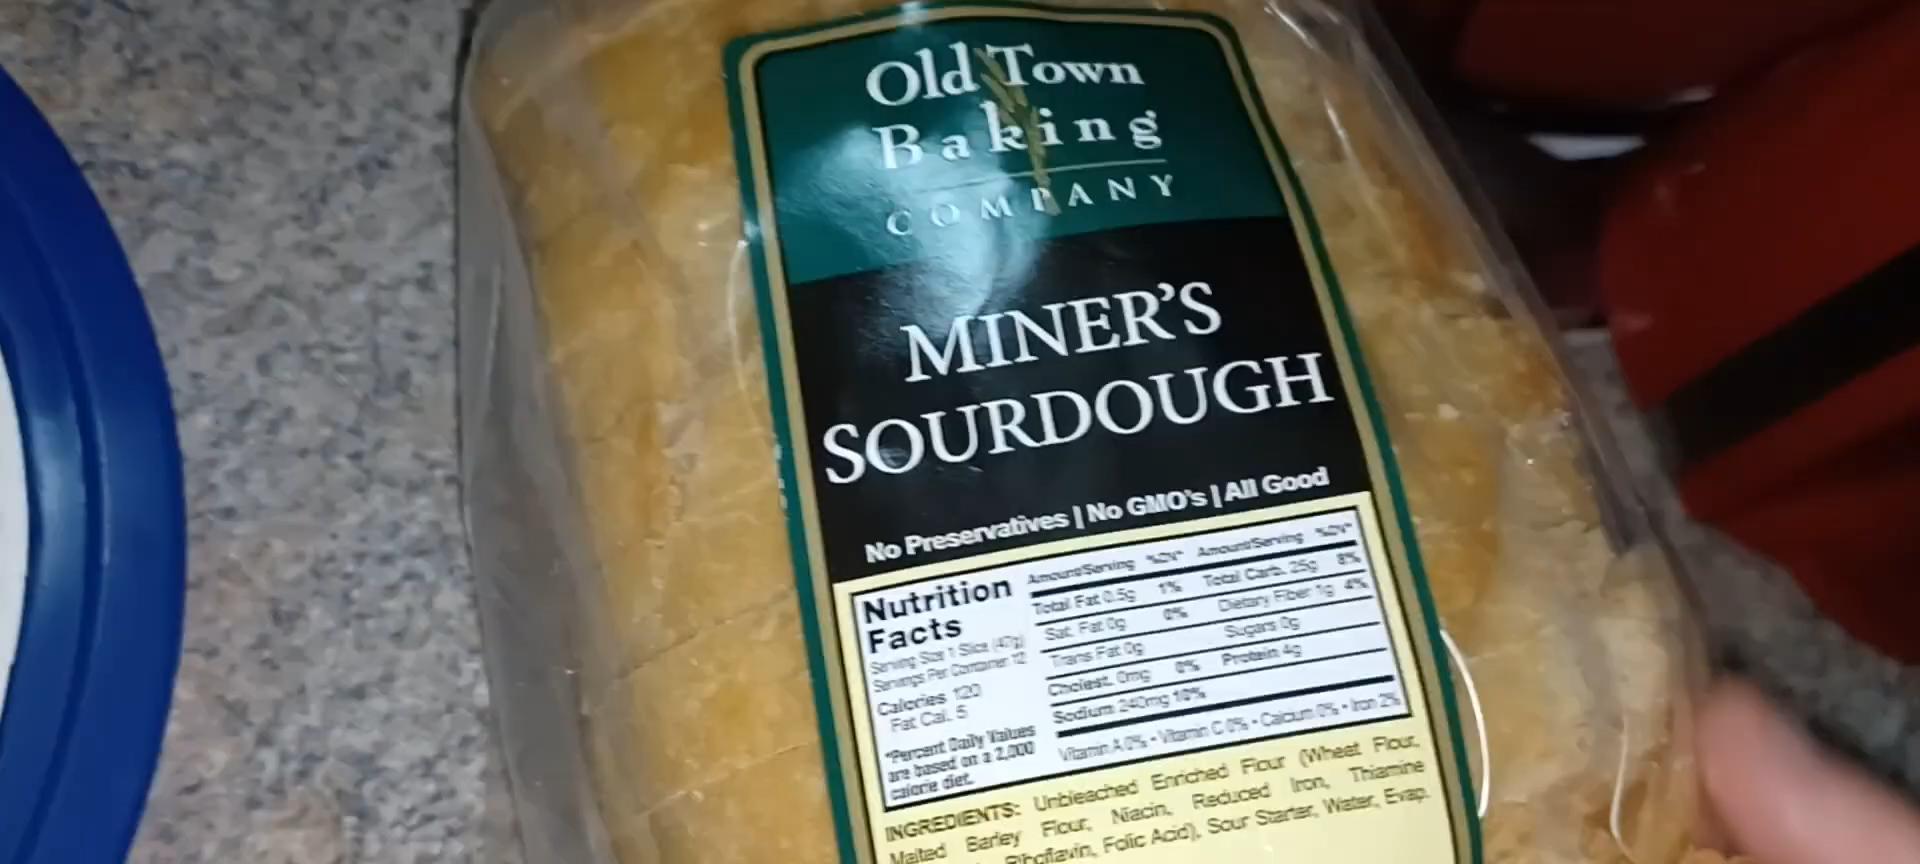 Old Town
Baking
COMPANY
MINER'S
SOURDOUGH
No Preservatives | No GMO's | All Good
Nutrition
Facts
Serving Size 1 Slice (47g)
Servings Per Container 12
Calories 120
Fat Cal. 5
*Percent Daily Values
are based on a 2,000
calorie diet.
Amount/Serving %DV* Amount/Serving %DV*
Total Fat 0.5g 1% Total Carb. 25g 8%
Sat. Fat 0g 0% Dietary Fiber 1g 4%
Trans Fat 0g Sugars 0g
Cholest. 0mg 0% Protein 4g
Sodium 240mg 10%
Vitamin A 0% • Vitamin C 0% • Calcium 0% • Iron 2%
INGREDIENTS: Unbleached Enriched Flour (Wheat Flour,
Malted Barley Flour, Niacin, Reduced Iron, Thiamine
Riboflavin, Folic Acid), Sour Starter, Water, Evap.